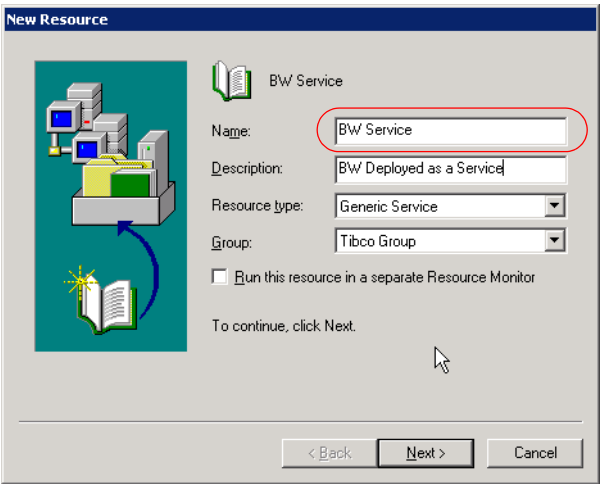 New Resource
BW Service
Name: BW Service
Description: BW Deployed as a Service
Resource type: Generic Service
Group: Tibco Group
Run this resource in a separate Resource Monitor
To continue, click Next.
< Back Next > Cancel